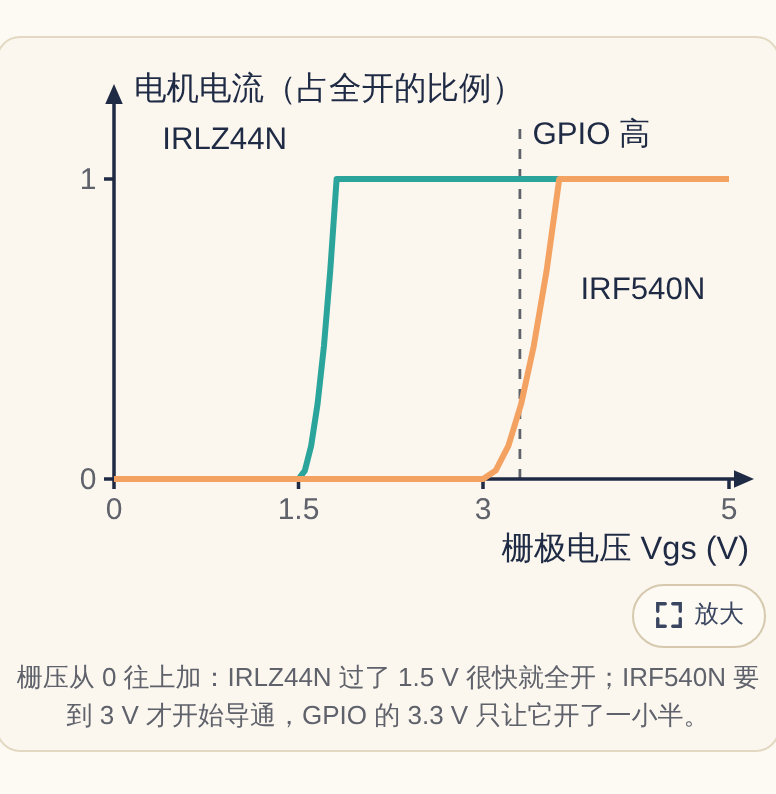 电机电流（占全开的比例）
IRLZ44N
GPIO 高
1
IRF540N
0
0
1.5
3
5
栅极电压 Vgs (V)
放大
栅压从 0 往上加：IRLZ44N 过了 1.5 V 很快就全开；IRF540N 要
到 3 V 才开始导通，GPIO 的 3.3 V 只让它开了一小半。